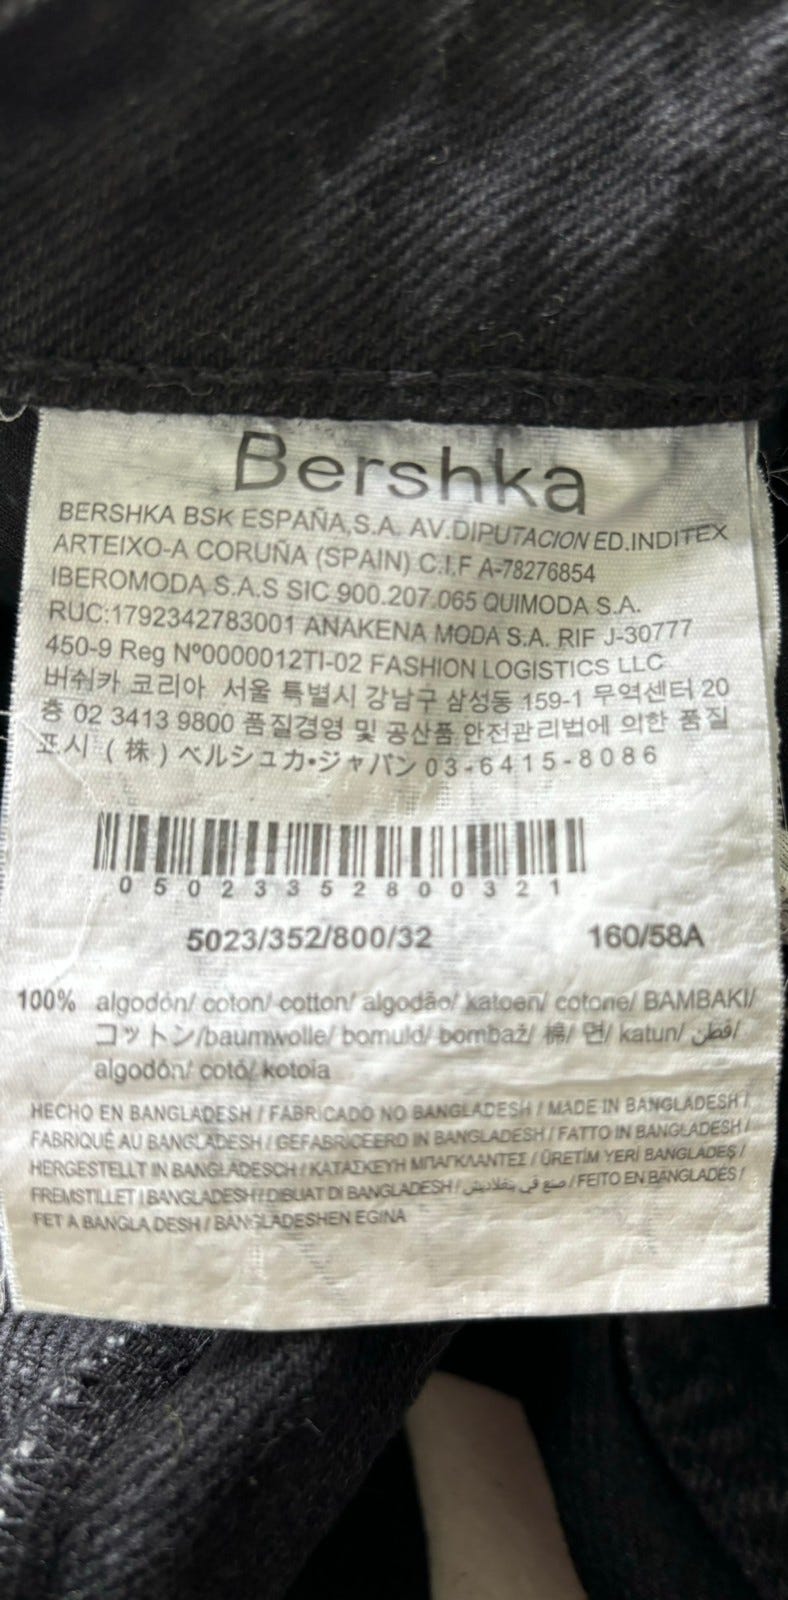 Bershka
BERSHKA BSK ESPAÑA,S.A. AV.DIPUTACION ED.INDITEX
ARTEIXO-A CORUÑA (SPAIN) C.I.F A-78276854
IBEROMODA S.A.S SIC 900.207.065 QUIMODA S.A.
RUC:1792342783001 ANAKENA MODA S.A. RIF J-30777
450-9 Reg Nº0000012TI-02 FASHION LOGISTICS LLC
버쉬카 코리아 서울 특별시 강남구 삼성동 159-1 무역센터 20
층 02 3413 9800 품질경영 및 공산품 안전관리법에 의한 품질
표시 (株) ベルシュカ・ジャパン 03-6415-8086
05023352800321
5023/352/800/32 160/58A
100% algodón/ coton/ cotton/ algodão/ katoen/ cotone/ BAMBAKI/
コットン/baumwolle/ bomuld/ bombaž/ 棉/ 면/ katun/ قطن/
algodón/ cotó/ kotoia
HECHO EN BANGLADESH / FABRICADO NO BANGLADESH / MADE IN BANGLADESH /
FABRIQUÉ AU BANGLADESH / GEFABRICEERD IN BANGLADESH / FATTO IN BANGLADESH /
HERGESTELLT IN BANGLADESCH / ΚΑΤΑΣΚΕΥΗ ΜΠΑΓΚΛΑΝΤΕΣ / ÜRETİM YERİ BANGLADEŞ /
FREMSTILLET I BANGLADESH / DIBUAT DI BANGLADESH / صنع في بنغلاديش / FEITO EN BANGLADÉS /
FET A BANGLA DESH / BANGLADESHEN EGINA